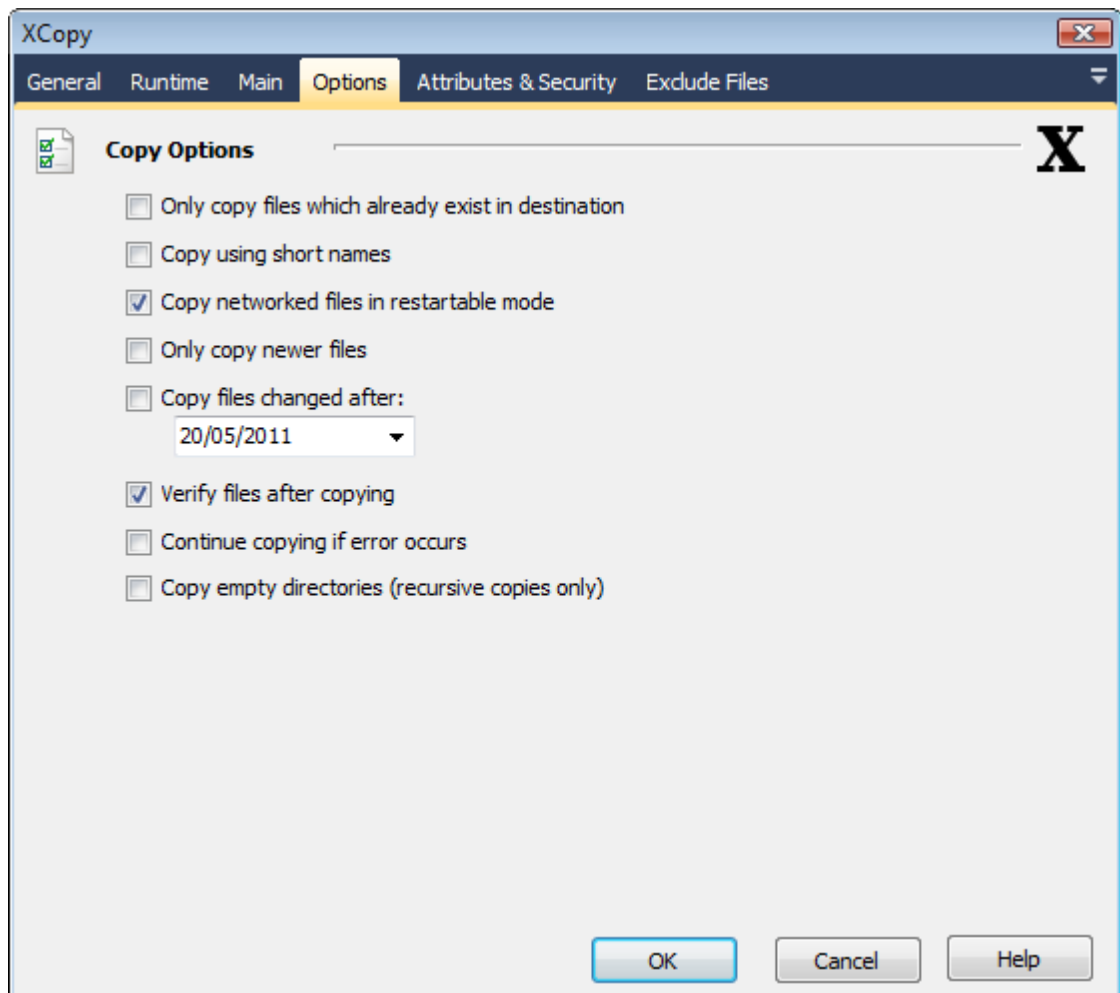 XCopy
General Runtime Main Options Attributes & Security Exclude Files
Copy Options X
Only copy files which already exist in destination
Copy using short names
Copy networked files in restartable mode
Only copy newer files
Copy files changed after:
20/05/2011
Verify files after copying
Continue copying if error occurs
Copy empty directories (recursive copies only)
OK Cancel Help